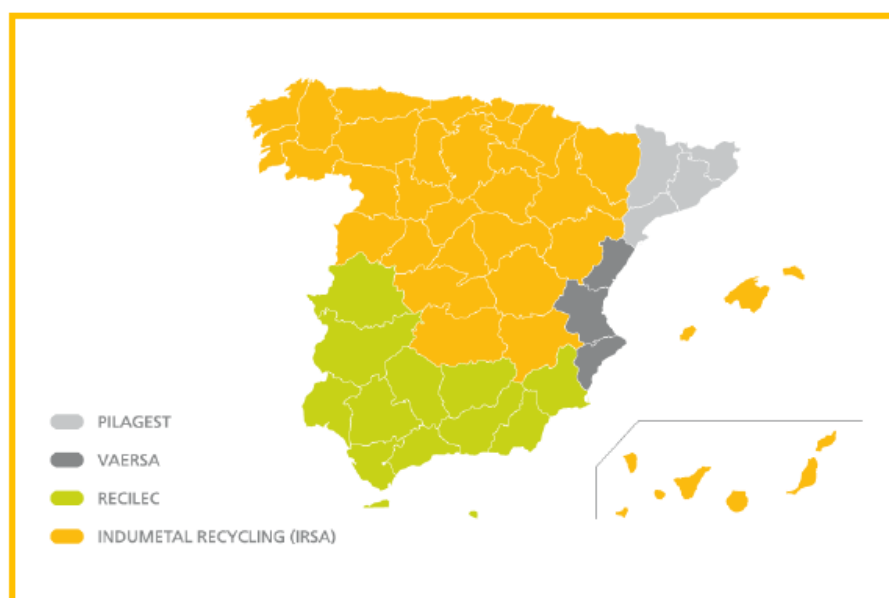 PILAGEST
VAERSA
RECILEC
INDUMETAL RECYCLING (IRSA)